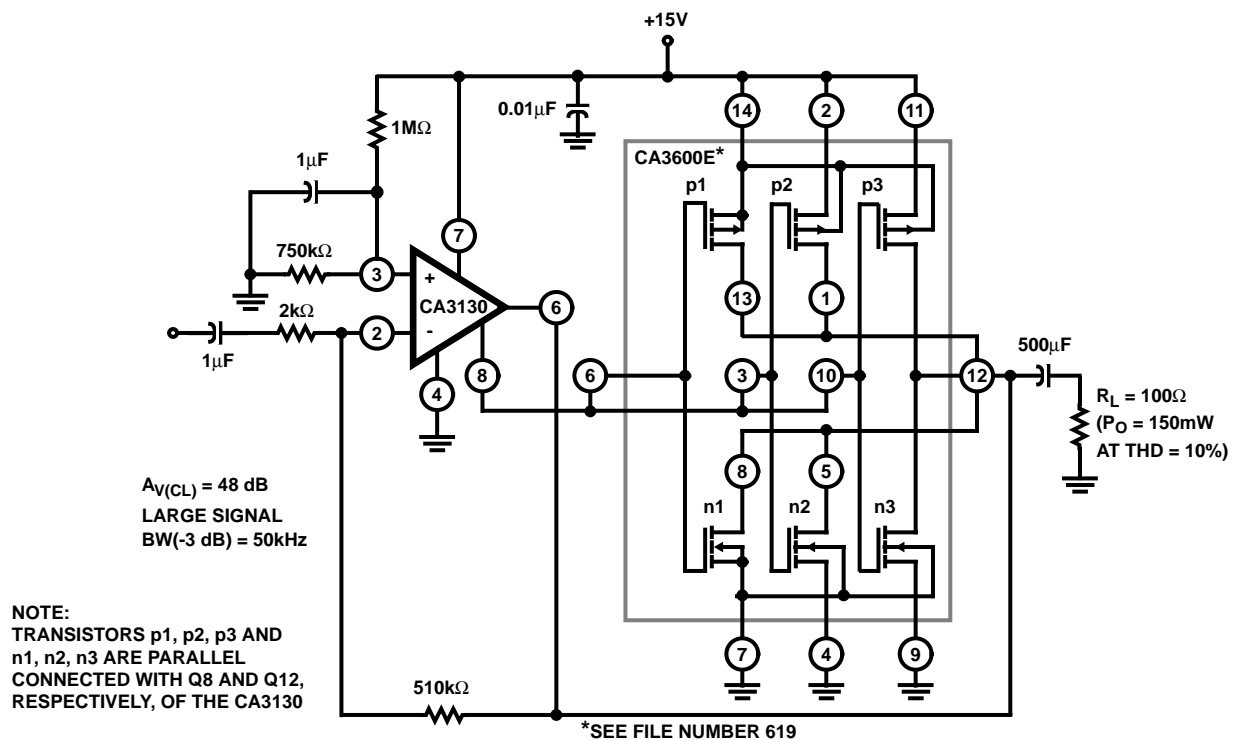 +15V
0.01µF
1MΩ
1µF
750kΩ
2kΩ
1µF
3
2
7
+
-
CA3130
6
8
4
14
2
11
CA3600E*
p1
p2
p3
13
1
6
3
10
12
500µF
R_L = 100Ω
(P_O = 150mW
AT THD = 10%)
8
5
n1
n2
n3
7
4
9
A_V(CL) = 48 dB
LARGE SIGNAL
BW(-3 dB) = 50kHz
NOTE:
TRANSISTORS p1, p2, p3 AND
n1, n2, n3 ARE PARALLEL
CONNECTED WITH Q8 AND Q12,
RESPECTIVELY, OF THE CA3130
510kΩ
*SEE FILE NUMBER 619